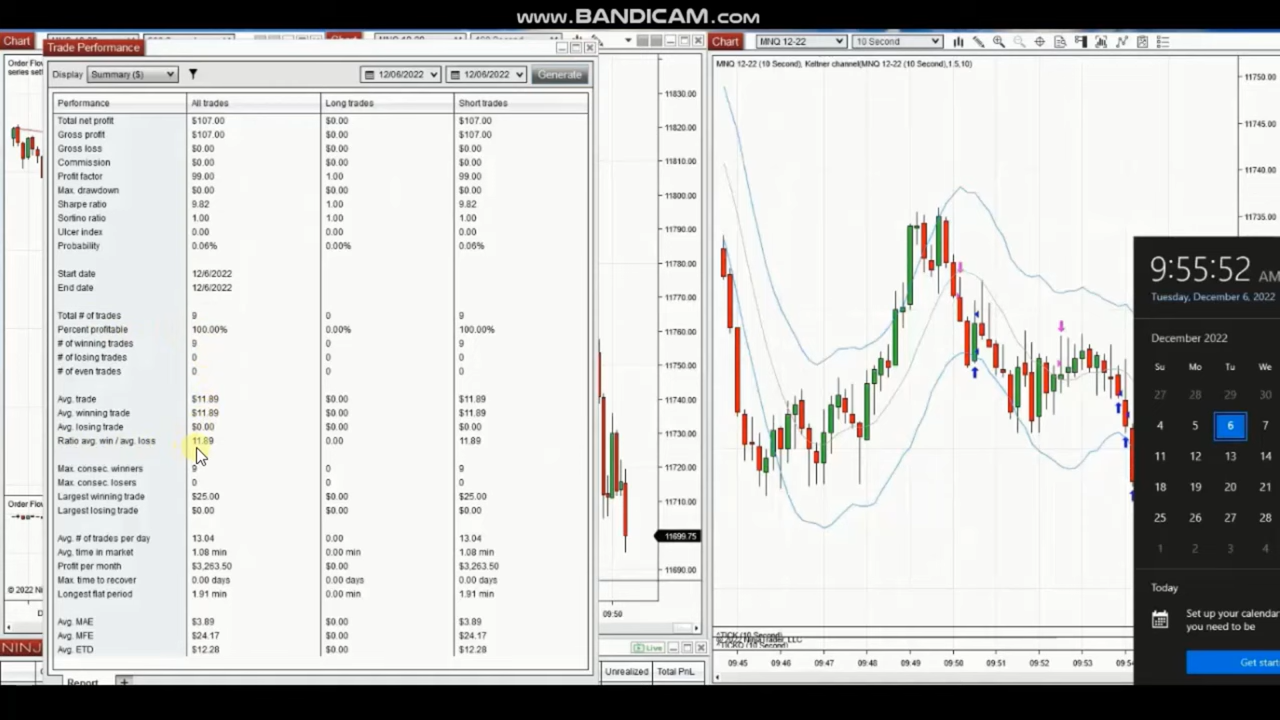 www.BANDICAM.com
Chart
Trade Performance
Display Summary ($) 12/06/2022 12/06/2022 Generate
Performance All trades Long trades Short trades
Total net profit $107.00 $0.00 $107.00
Gross profit $107.00 $0.00 $107.00
Gross loss $0.00 $0.00 $0.00
Commission $0.00 $0.00 $0.00
Profit factor 99.00 1.00 99.00
Max. drawdown $0.00 $0.00 $0.00
Sharpe ratio 9.82 1.00 9.82
Sortino ratio 1.00 1.00 1.00
Ulcer index 0.00 0.00 0.00
Probability 0.06% 0.00% 0.06%
Start date 12/6/2022
End date 12/6/2022
Total # of trades 9 0 9
Percent profitable 100.00% 0.00% 100.00%
# of winning trades 9 0 9
# of losing trades 0 0 0
# of even trades 0 0 0
Avg. trade $11.89 $0.00 $11.89
Avg. winning trade $11.89 $0.00 $11.89
Avg. losing trade $0.00 $0.00 $0.00
Ratio avg. win / avg. loss 11.89 0.00 11.89
Max. consec. winners 9 0 9
Max. consec. losers 0 0 0
Largest winning trade $25.00 $0.00 $25.00
Largest losing trade $0.00 $0.00 $0.00
Avg. # of trades per day 13.04 0.00 13.04
Avg. time in market 1.08 min 0.00 min 1.08 min
Profit per month $3,263.50 $0.00 $3,263.50
Max. time to recover 0.00 days 0.00 days 0.00 days
Longest flat period 1.91 min 0.00 min 1.91 min
Avg. MAE $3.89 $0.00 $3.89
Avg. MFE $24.17 $0.00 $24.17
Avg. ETD $12.28 $0.00 $12.28
Report +
Order Flow
Order Flow
© 2022 Ni
NINJ
11830.00
11820.00
11810.00
11800.00
11790.00
11780.00
11770.00
11760.00
11750.00
11740.00
11730.00
11720.00
11710.00
11699.75
11690.00
09:50
Live
Unrealized Total PnL
Chart MNQ 12-22 10 Second
MNQ 12-22 (10 Second), Keltner channel(MNQ 12-22 (10 Second),1.5,10)
11750.00
11745.00
11740.00
11735.00
^TICK (10 Second)
09:45 09:46 09:47 09:48 09:49 09:50 09:51 09:52 09:53 09:54
9:55:52 AM
Tuesday, December 6, 2022
December 2022
Su Mo Tu We
27 28 29 30
4 5 6 7
11 12 13 14
18 19 20 21
25 26 27 28
1 2 3 4
Today
Set up your calendar
you need to be
Get start